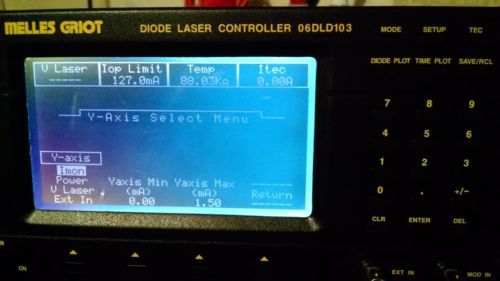 MELLES GRIOT DIODE LASER CONTROLLER 06DLD103
MODE SETUP TEC
DIODE PLOT TIME PLOT SAVE/RCL
V Laser Iop Limit Temp Itec
----- 127.0mA 88.03KΩ 0.00A
Y-Axis Select Menu
Y-axis
Imon
Power Yaxis Min Yaxis Max
V Laser (mA) (mA) Return
Ext In 0.00 1.50
7 8 9
4 5 6
1 2 3
0 . +/-
CLR ENTER DEL
ON
EXT IN MOD IN